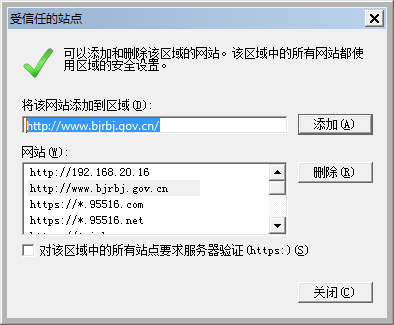 受信任的站点
可以添加和删除该区域的网站。该区域中的所有网站都使
用区域的安全设置。
将该网站添加到区域(D):
http://www.bjrbj.gov.cn/
添加(A)
网站(W):
http://192.168.20.16
http://www.bjrbj.gov.cn
https://*.95516.com
https://*.95516.net
删除(R)
对该区域中的所有站点要求服务器验证(https:)(S)
关闭(C)